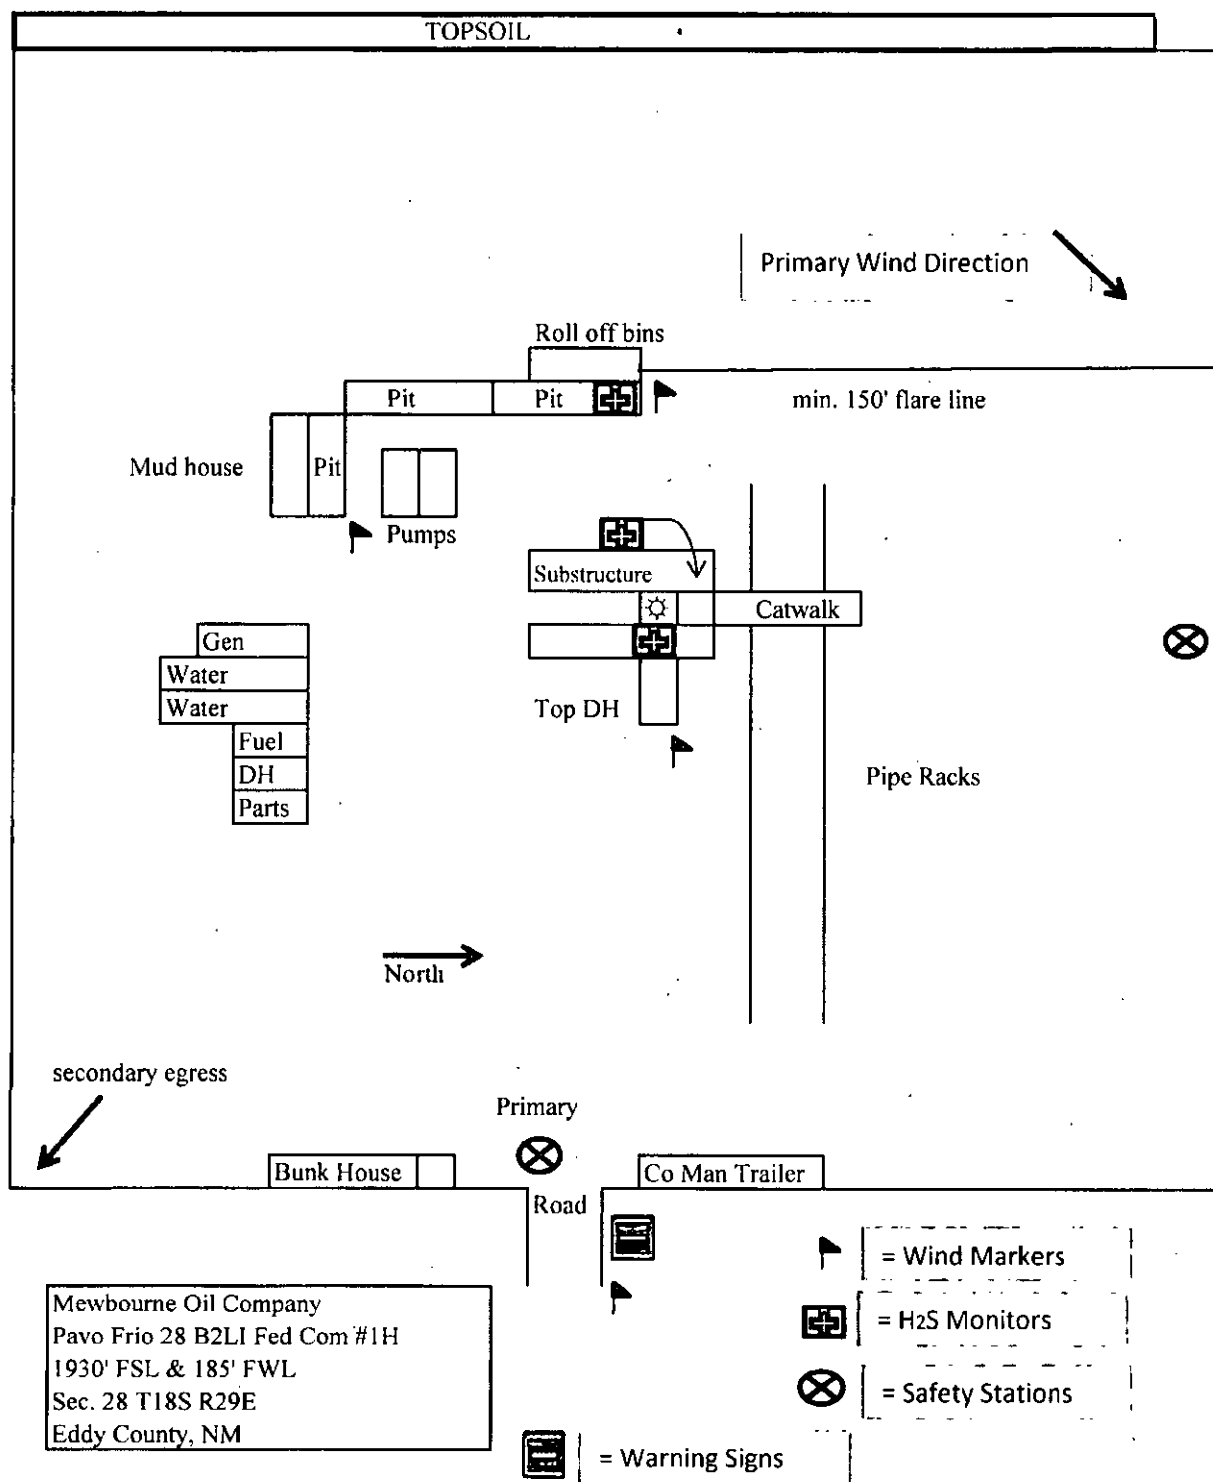 TOPSOIL
Primary Wind Direction
Roll off bins
Pit
Pit
min. 150' flare line
Mud house
Pit
Pumps
Substructure
Catwalk
Gen
Water
Water
Top DH
Fuel
DH
Parts
Pipe Racks
North
secondary egress
Primary
Bunk House
Co Man Trailer
Road
= Wind Markers
Mewbourne Oil Company
Pavo Frio 28 B2LI Fed Com #1H
1930' FSL & 185' FWL
Sec. 28 T18S R29E
Eddy County, NM
= H2S Monitors
= Safety Stations
= Warning Signs